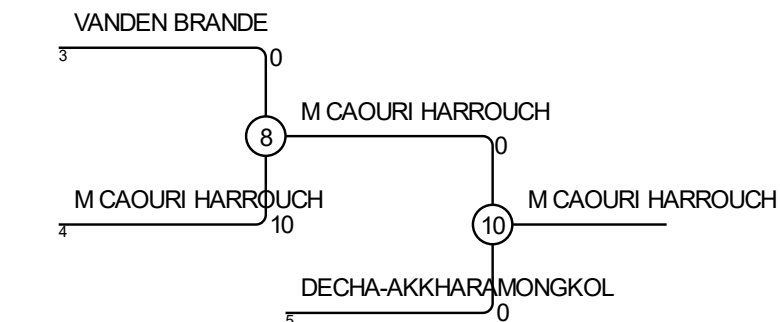 VANDEN BRANDE
3
0
M CAOURI HARROUCH
8
0
M CAOURI HARROUCH
4
10
M CAOURI HARROUCH
10
DECHA-AKKHARAMONGKOL
5
0